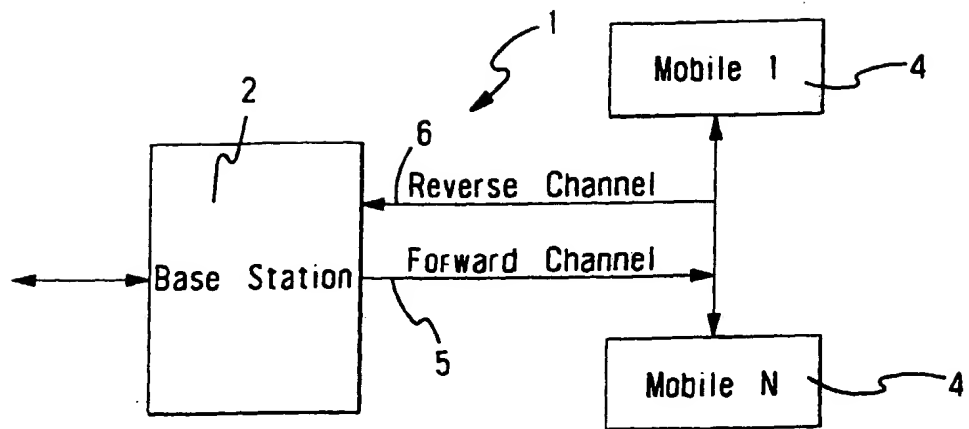 1
Mobile 1
4
2
6
Reverse Channel
Forward Channel
Base Station
5
Mobile N
4